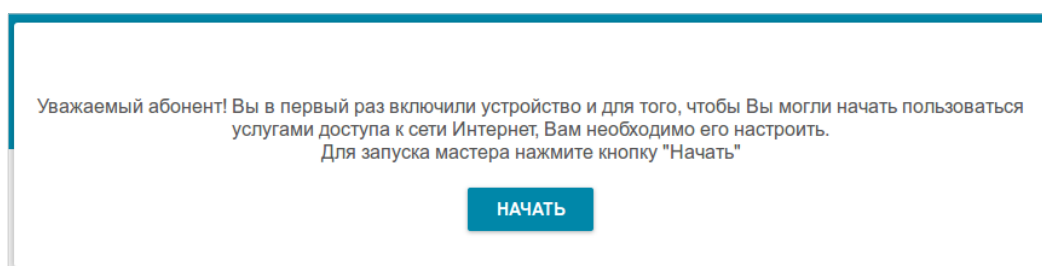 Уважаемый абонент! Вы в первый раз включили устройство и для того, чтобы Вы могли начать пользоваться
услугами доступа к сети Интернет, Вам необходимо его настроить.
Для запуска мастера нажмите кнопку "Начать"
НАЧАТЬ